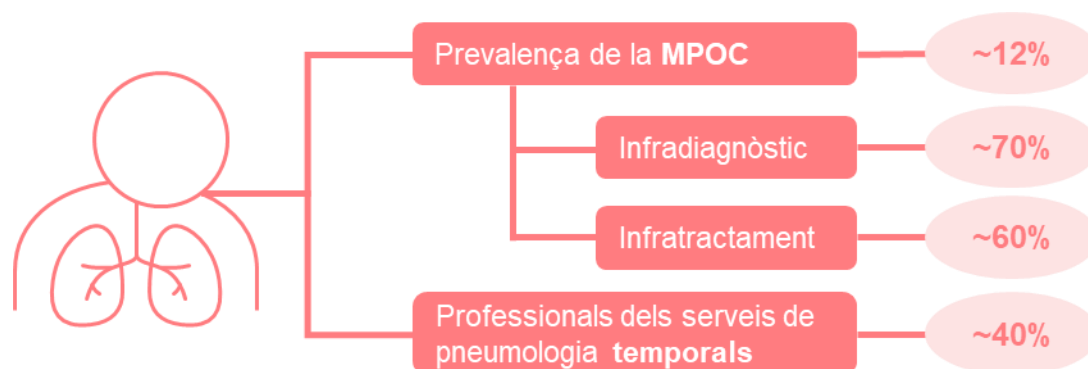 Prevalença de la MPOC
~12%
Infradiagnòstic
~70%
Infratractament
~60%
Professionals dels serveis de
pneumologia temporals
~40%